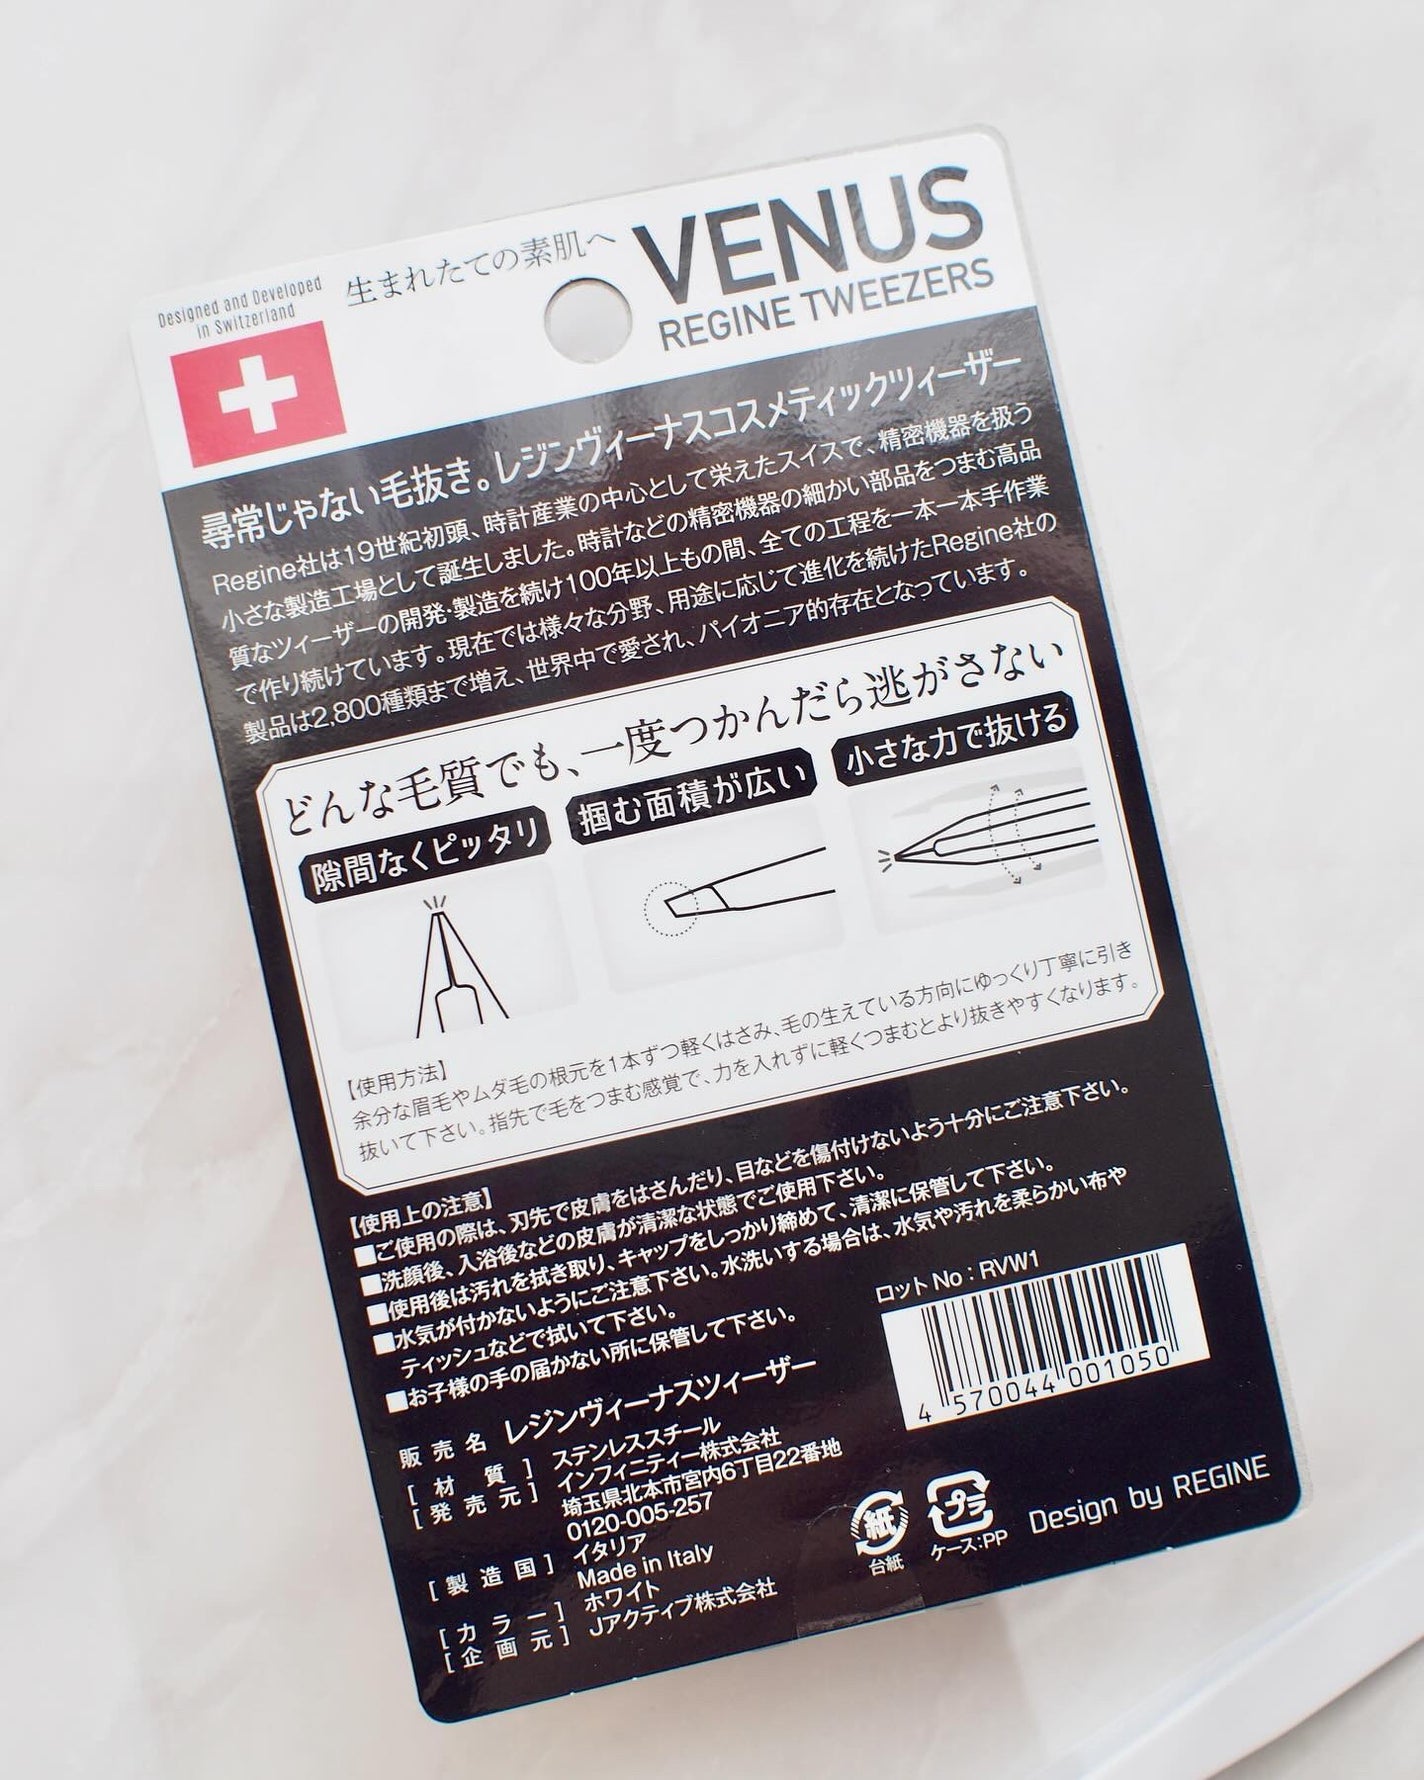 Designed and Developed
in Switzerland
生まれたての素肌へ
VENUS
REGINE TWEEZERS
尋常じゃない毛抜き。レジンヴィーナスコスメティックツィーザー
Regine社は19世紀初頭、時計産業の中心として栄えたスイスで、精密機器を扱う
小さな製造工場として誕生しました。時計などの精密機器の細かい部品をつまむ高品
質なツィーザーの開発・製造を続け100年以上もの間、全ての工程を一本一本手作業
で作り続けています。現在では様々な分野、用途に応じて進化を続けたRegine社の
製品は2,800種類まで増え、世界中で愛され、パイオニア的存在となっています。
どんな毛質でも、一度つかんだら逃がさない
隙間なくピッタリ
掴む面積が広い
小さな力で抜ける
【使用方法】
余分な眉毛やムダ毛の根元を1本ずつ軽くはさみ、毛の生えている方向にゆっくり丁寧に引き
抜いて下さい。指先で毛をつまむ感覚で、力を入れずに軽くつまむとより抜きやすくなります。
【使用上の注意】
■ご使用の際は、刃先で皮膚をはさんだり、目などを傷付けないよう十分にご注意下さい。
■洗顔後、入浴後などの皮膚が清潔な状態でご使用下さい。
■使用後は汚れを拭き取り、キャップをしっかり締めて、清潔に保管して下さい。
■水気が付かないようにご注意下さい。水洗いする場合は、水気や汚れを柔らかい布や
ティッシュなどで拭いて下さい。
■お子様の手の届かない所に保管して下さい。
販売名 レジンヴィーナスツィーザー
[材質] ステンレススチール
[発売元] インフィニティー株式会社
埼玉県北本市宮内6丁目22番地
0120-005-257
[製造国] イタリア
Made in Italy
[カラー] ホワイト
[企画元] Jアクティブ株式会社
ロットNo：RVW1
4 570044 001050
紙
台紙
プラ
ケース：PP
Design by REGINE